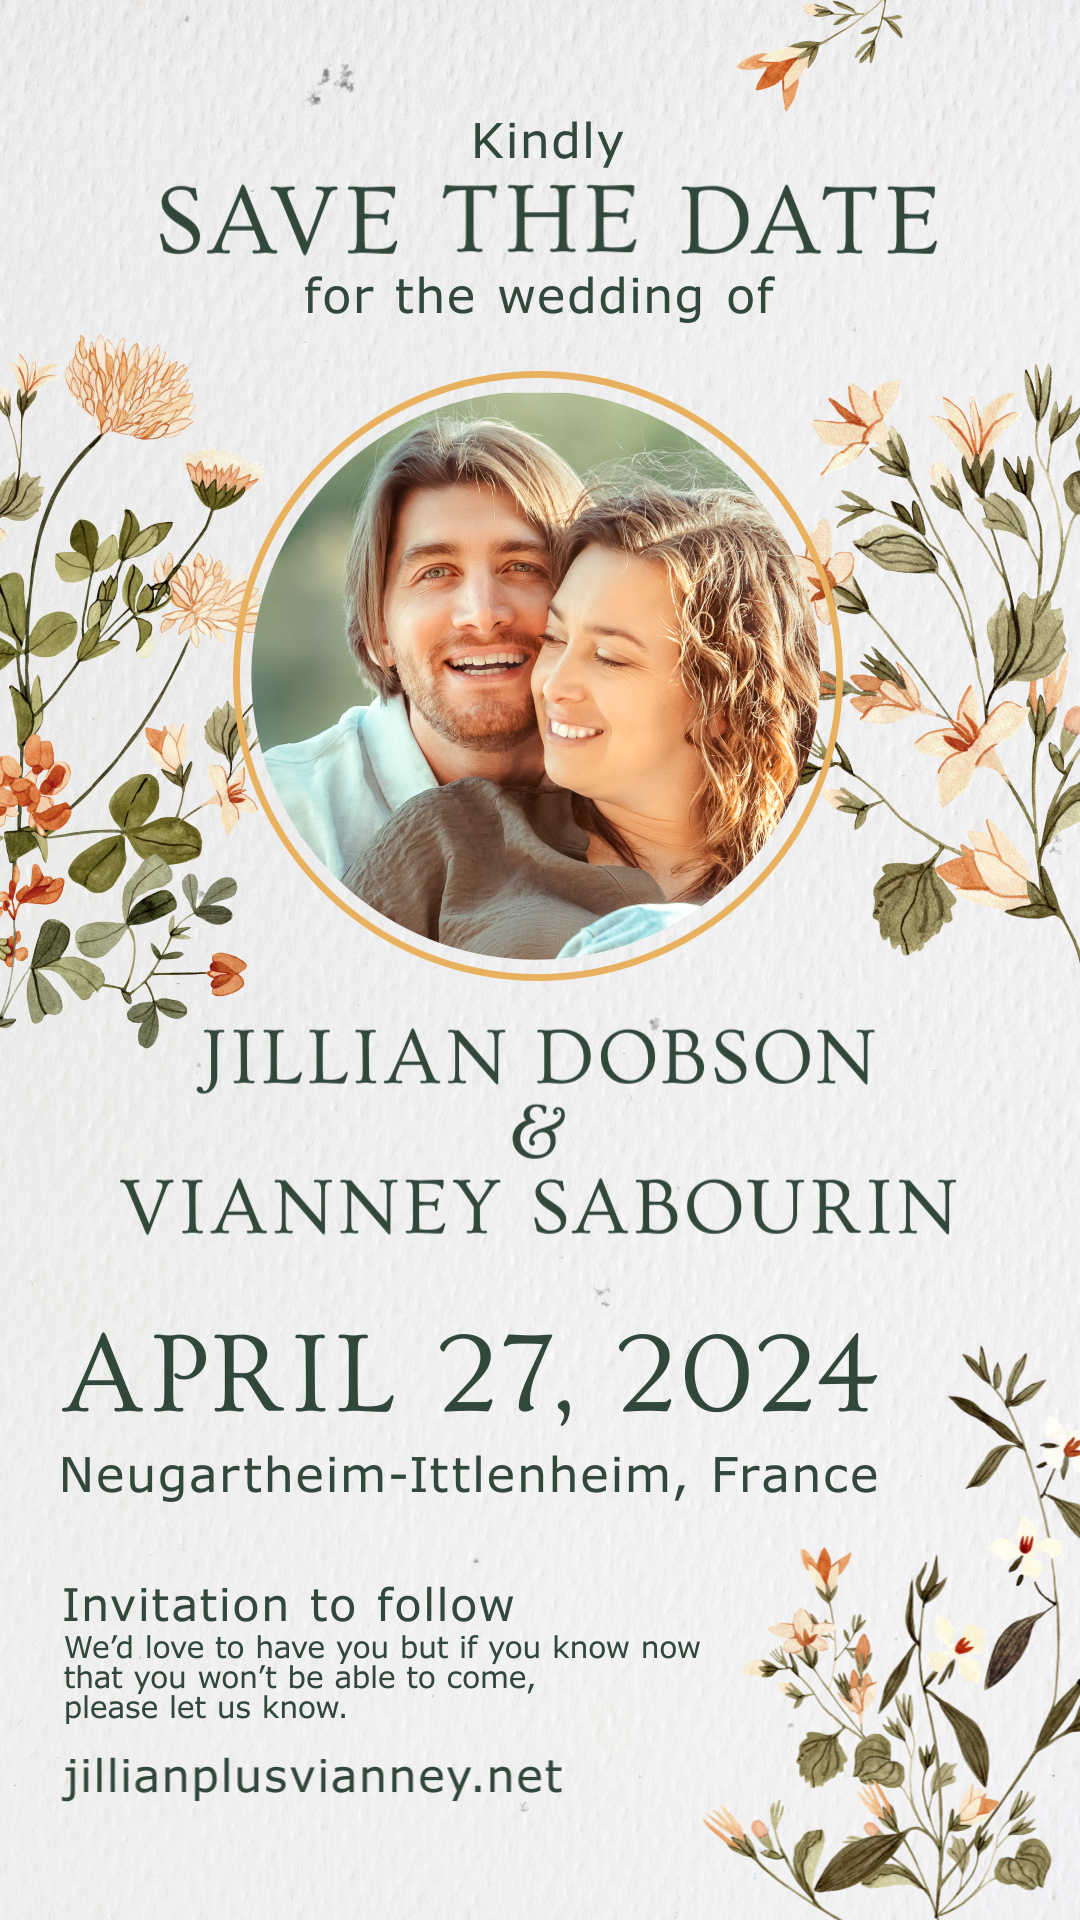 Kindly
SAVE THE DATE
for the wedding of
JILLIAN DOBSON
&
VIANNEY SABOURIN
APRIL 27, 2024
Neugartheim-Ittlenheim, France
Invitation to follow
We’d love to have you but if you know now
that you won’t be able to come,
please let us know.
jillianplusvianney.net